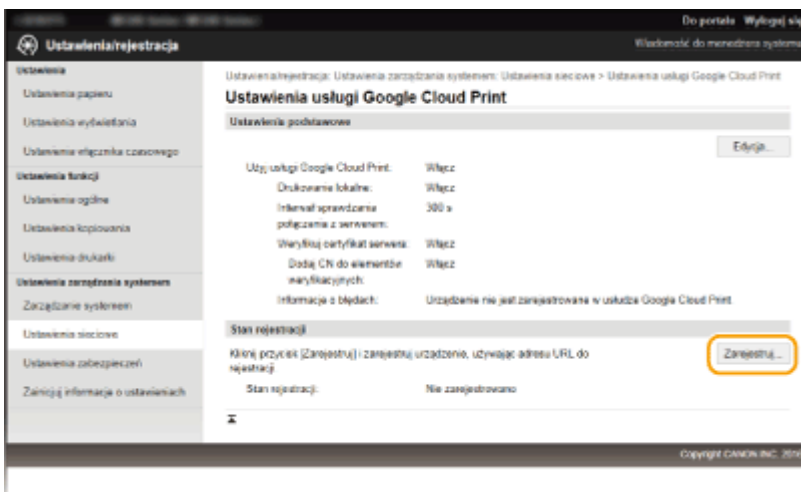 Do portalu Wyloguj się
Ustawienia/rejestracja
Wiadomość do menedżera systemu
Ustawienia
Ustawienia papieru
Ustawienia wyświetlania
Ustawienia włącznika czasowego
Ustawienia funkcji
Ustawienia ogólne
Ustawienia kopiowania
Ustawienia drukarki
Ustawienia zarządzania systemem
Zarządzanie systemem
Ustawienia sieciowe
Ustawienia zabezpieczeń
Zainicjuj informacje o ustawieniach
Ustawienia/rejestracja: Ustawienia zarządzania systemem: Ustawienia sieciowe > Ustawienia usługi Google Cloud Print
Ustawienia usługi Google Cloud Print
Ustawienia podstawowe
Edycja...
Użyj usługi Google Cloud Print: Włącz
Drukowanie lokalne: Włącz
Interwał sprawdzania połączenia z serwerem: 300 s
Weryfikuj certyfikat serwera: Włącz
Dodaj CN do elementów weryfikacyjnych: Włącz
Informacje o błędach: Urządzenie nie jest zarejestrowane w usłudze Google Cloud Print.
Stan rejestracji
Kliknij przycisk [Zarejestruj] i zarejestruj urządzenie, używając adresu URL do
rejestracji.
Zarejestruj...
Stan rejestracji: Nie zarejestrowano
Copyright CANON INC. 2016